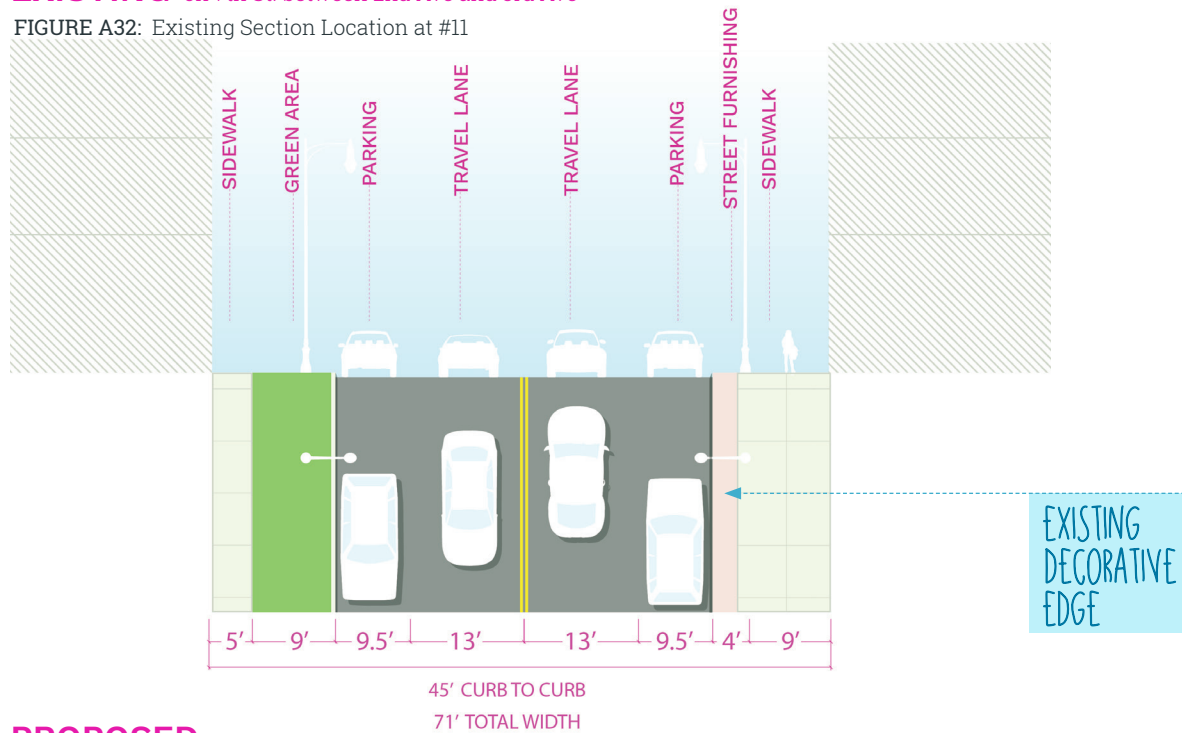 FIGURE A32: Existing Section Location at #11
SIDEWALK
GREEN AREA
PARKING
TRAVEL LANE
TRAVEL LANE
PARKING
STREET FURNISHING
SIDEWALK
EXISTING
DECORATIVE
EDGE
5’ 9’ 9.5’ 13’ 13’ 9.5’ 4’ 9’
45’ CURB TO CURB
71’ TOTAL WIDTH
PROPOSED